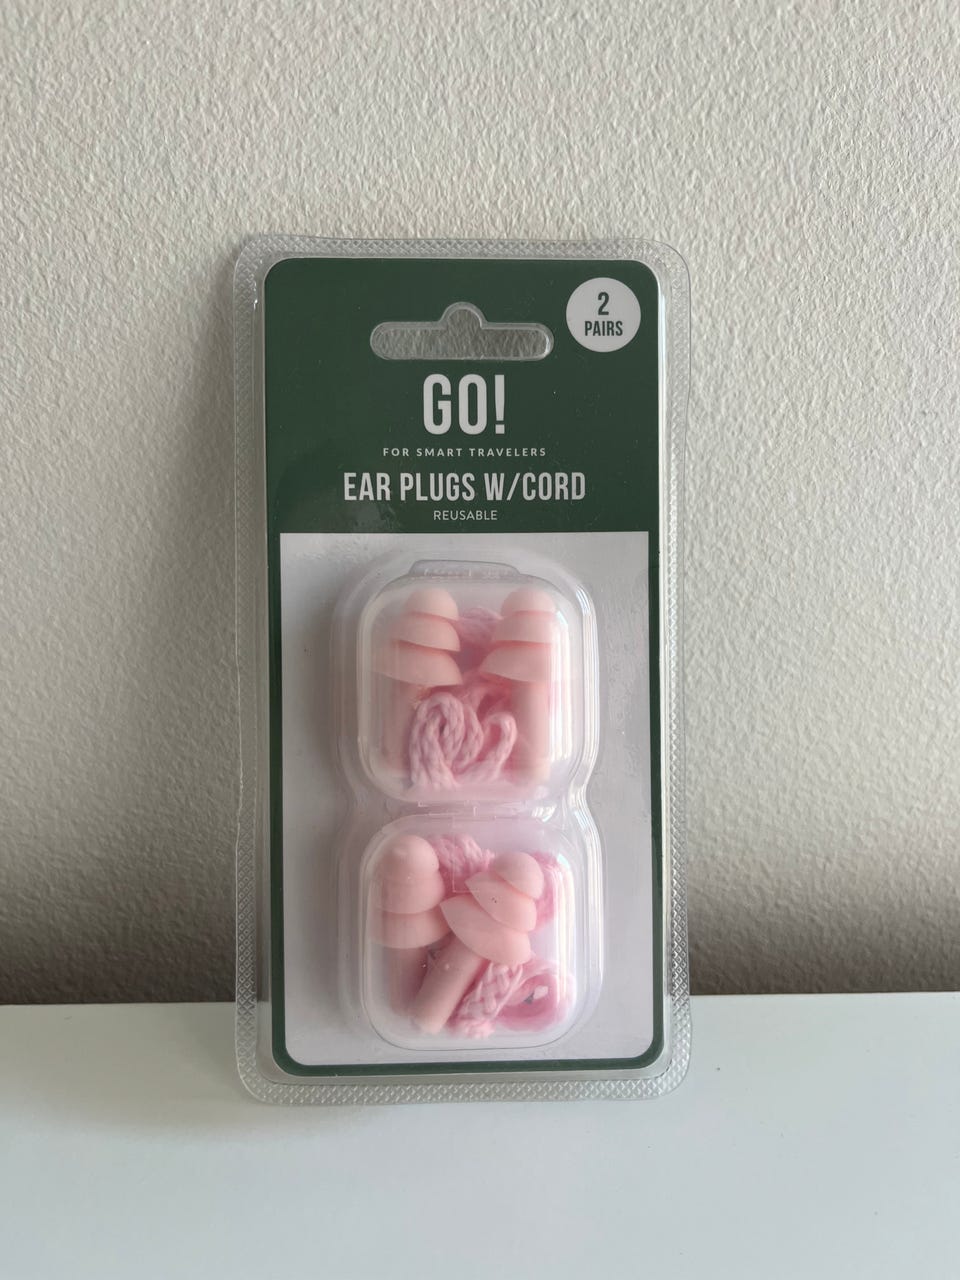 2
PAIRS
GO!
FOR SMART TRAVELERS
EAR PLUGS W/CORD
REUSABLE